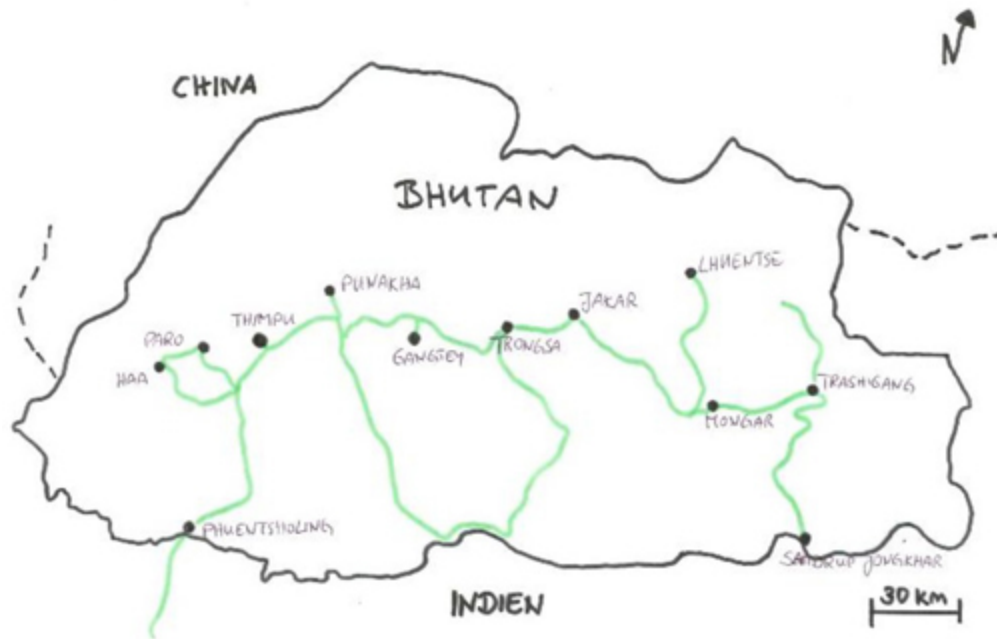 N
CHINA
BHUTAN
PUNAKHA
LHUENTSE
THIMPU
JAKAR
PARO
GANGTEY
TRONGSA
HAA
TRASHIGANG
MONGAR
PHUENTSHOLING
SAMDRUP JONGKHAR
INDIEN
30 KM